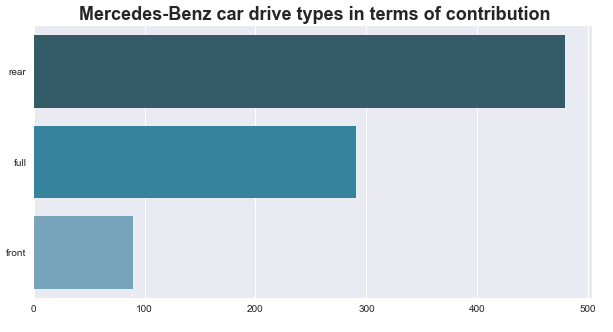 Mercedes-Benz car drive types in terms of contribution
rear
full
front
0 100 200 300 400 500